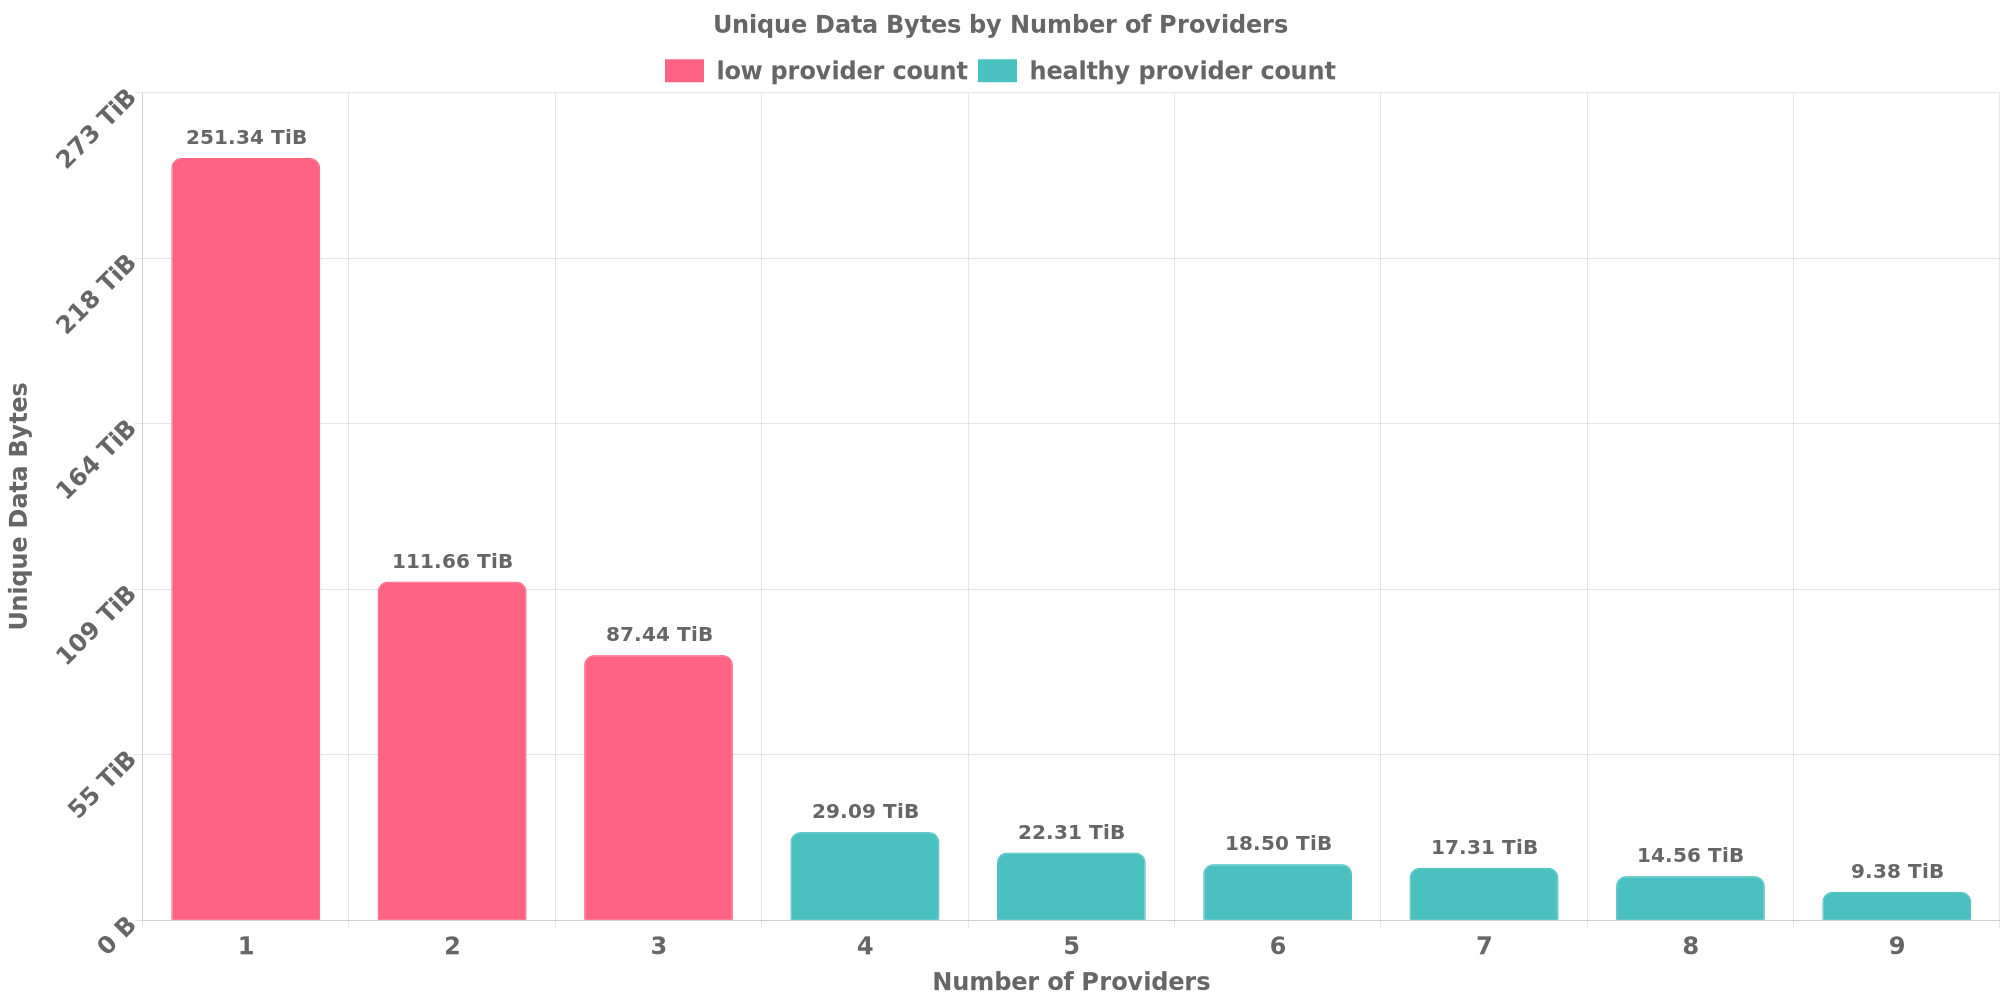 Unique Data Bytes by Number of Providers
low provider count healthy provider count
273 TiB
218 TiB
164 TiB
109 TiB
55 TiB
0 B
Unique Data Bytes
251.34 TiB
111.66 TiB
87.44 TiB
29.09 TiB
22.31 TiB
18.50 TiB
17.31 TiB
14.56 TiB
9.38 TiB
1 2 3 4 5 6 7 8 9
Number of Providers